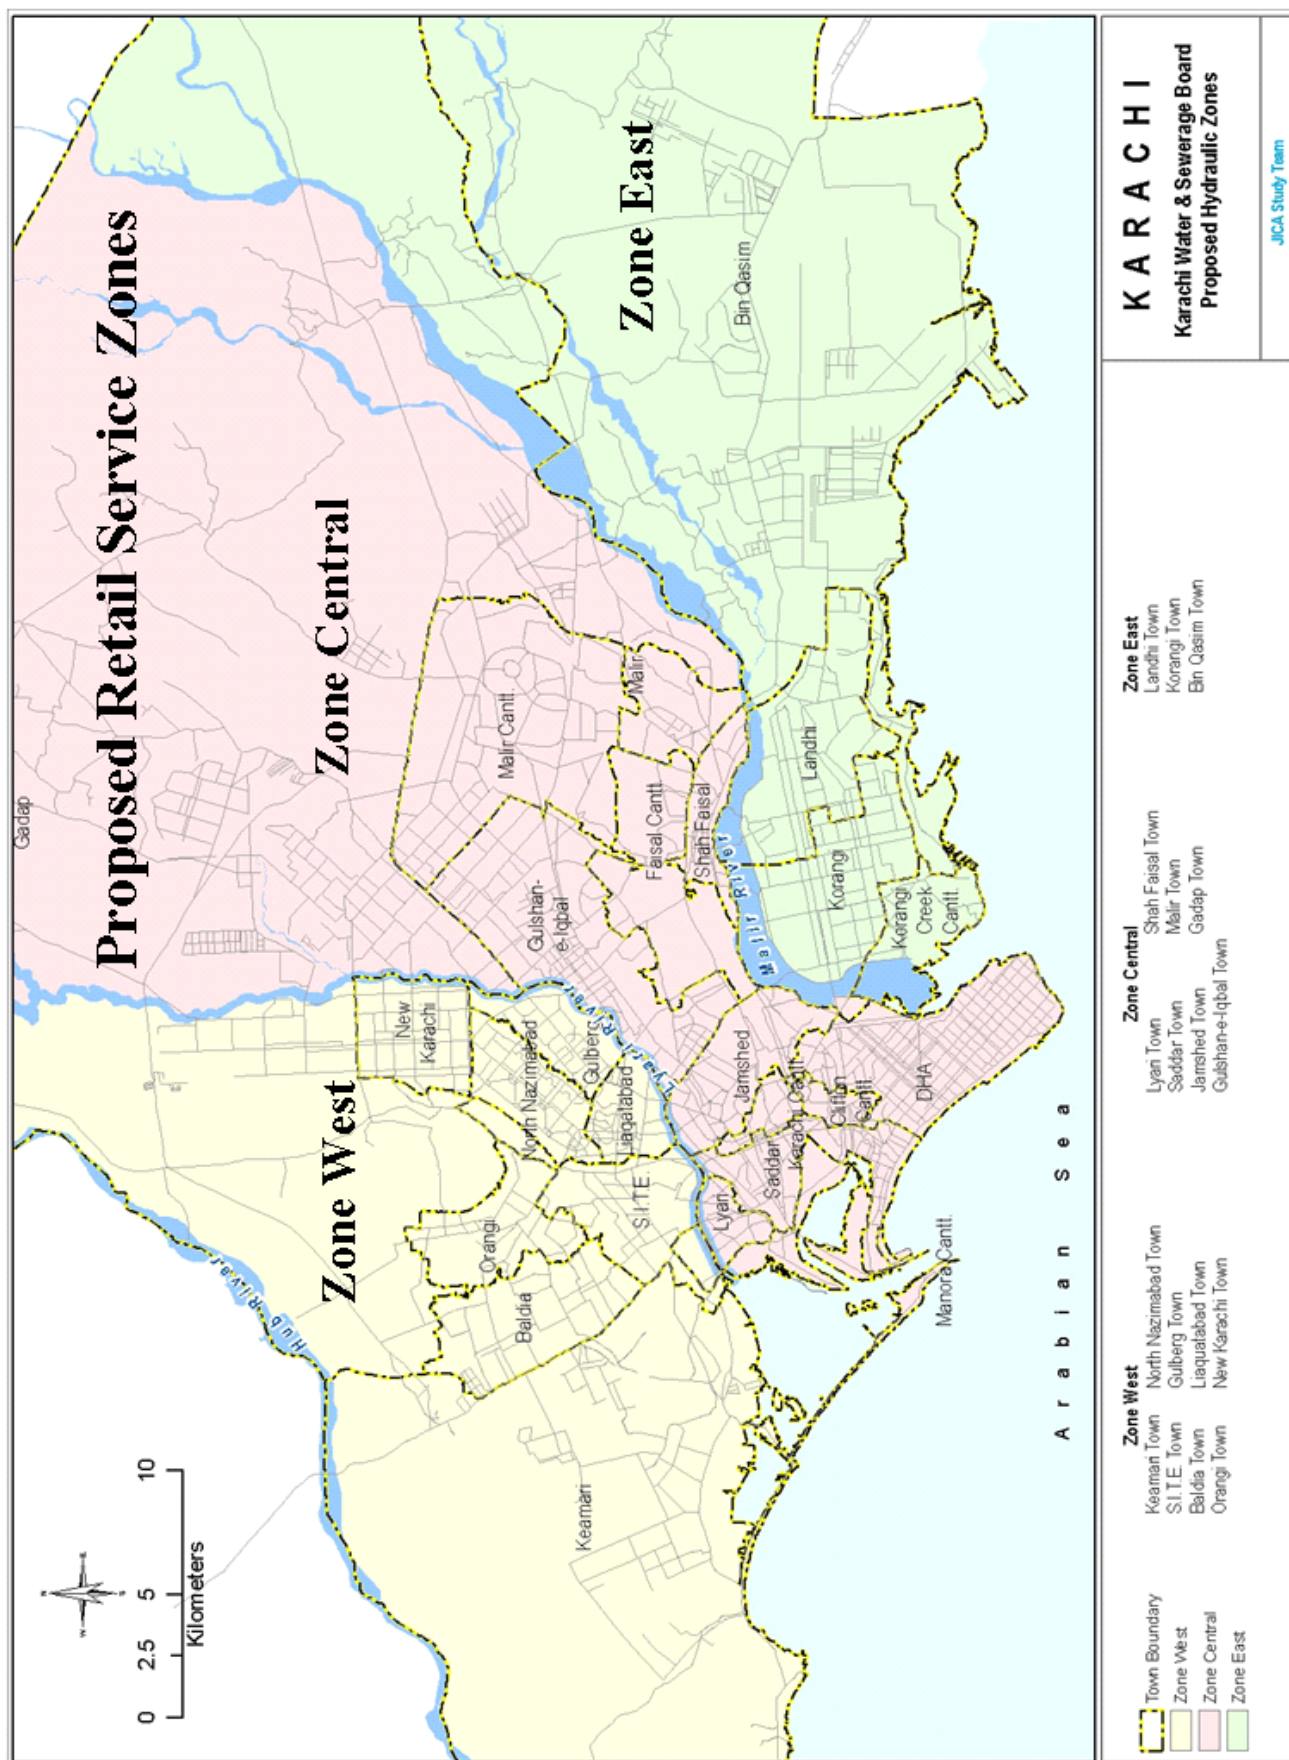 Proposed Retail Service Zones
Zone West
Zone Central
Zone East
N
W
E
S
0 2.5 5 10
Kilometers
Gadap
Hub River
New
Karachi
Malir Cantt.
Orangi
North Nazimabad
Gulberg
Gulshan-
e-Iqbal
Baldia
Liaqatabad
Lyari River
S.I.T.E.
Keamari
Malir
Faisal Cantt.
Shah Faisal
Bin Qasim
Lyari
Jamshed
Malir River
Saddar
Karachi Cantt.
Landhi
Clifton
Cantt.
Korangi
DHA
Korangi
Creek
Cantt.
Manora Cantt.
Arabian Sea
Town Boundary
Zone West
Zone Central
Zone East
Zone West
Keamari Town North Nazimabad Town
S.I.T.E. Town Gulberg Town
Baldia Town Liaquatabad Town
Orangi Town New Karachi Town
Zone Central
Lyari Town Shah Faisal Town
Saddar Town Malir Town
Jamshed Town Gadap Town
Gulshan-e-Iqbal Town
Zone East
Landhi Town
Korangi Town
Bin Qasim Town
KARACHI
Karachi Water & Sewerage Board
Proposed Hydraulic Zones
JICA Study Team